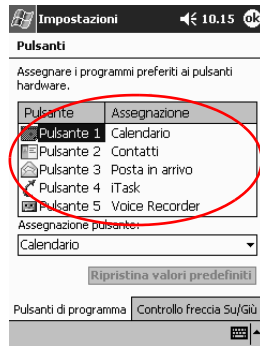 Impostazioni 10.15 ok
Pulsanti
Assegnare i programmi preferiti ai pulsanti
hardware.
Pulsante Assegnazione
Pulsante 1 Calendario
Pulsante 2 Contatti
Pulsante 3 Posta in arrivo
Pulsante 4 iTask
Pulsante 5 Voice Recorder
Assegnazione pulsante:
Calendario
Ripristina valori predefiniti
Pulsanti di programma Controllo freccia Su/Giù